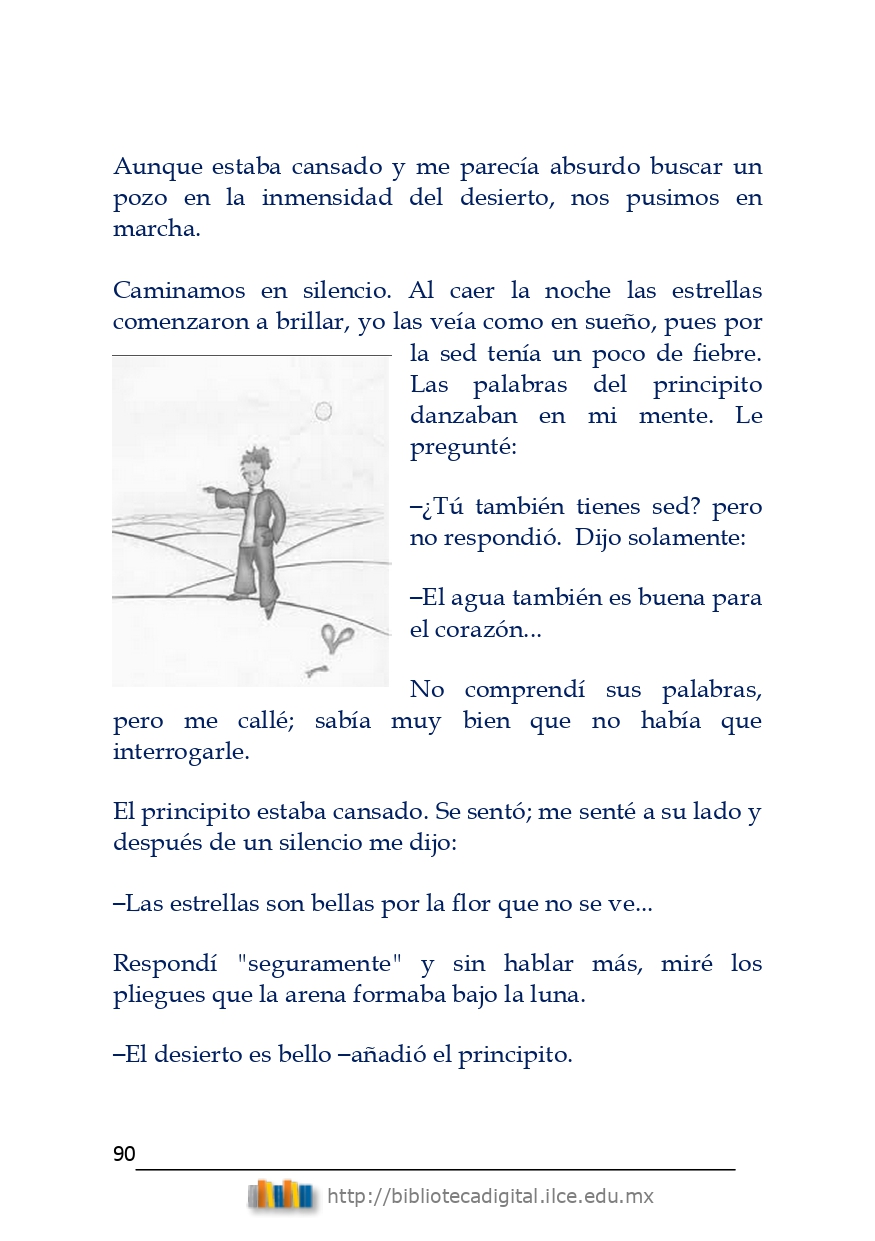 Aunque estaba cansado y me parecía absurdo buscar un
pozo en la inmensidad del desierto, nos pusimos en
marcha.
Caminamos en silencio. Al caer la noche las estrellas
comenzaron a brillar, yo las veía como en sueño, pues por
la sed tenía un poco de fiebre.
Las palabras del principito
danzaban en mi mente. Le
pregunté:
–¿Tú también tienes sed? pero
no respondió. Dijo solamente:
–El agua también es buena para
el corazón...
No comprendí sus palabras,
pero me callé; sabía muy bien que no había que
interrogarle.
El principito estaba cansado. Se sentó; me senté a su lado y
después de un silencio me dijo:
–Las estrellas son bellas por la flor que no se ve...
Respondí "seguramente" y sin hablar más, miré los
pliegues que la arena formaba bajo la luna.
–El desierto es bello –añadió el principito.
90
http://bibliotecadigital.ilce.edu.mx